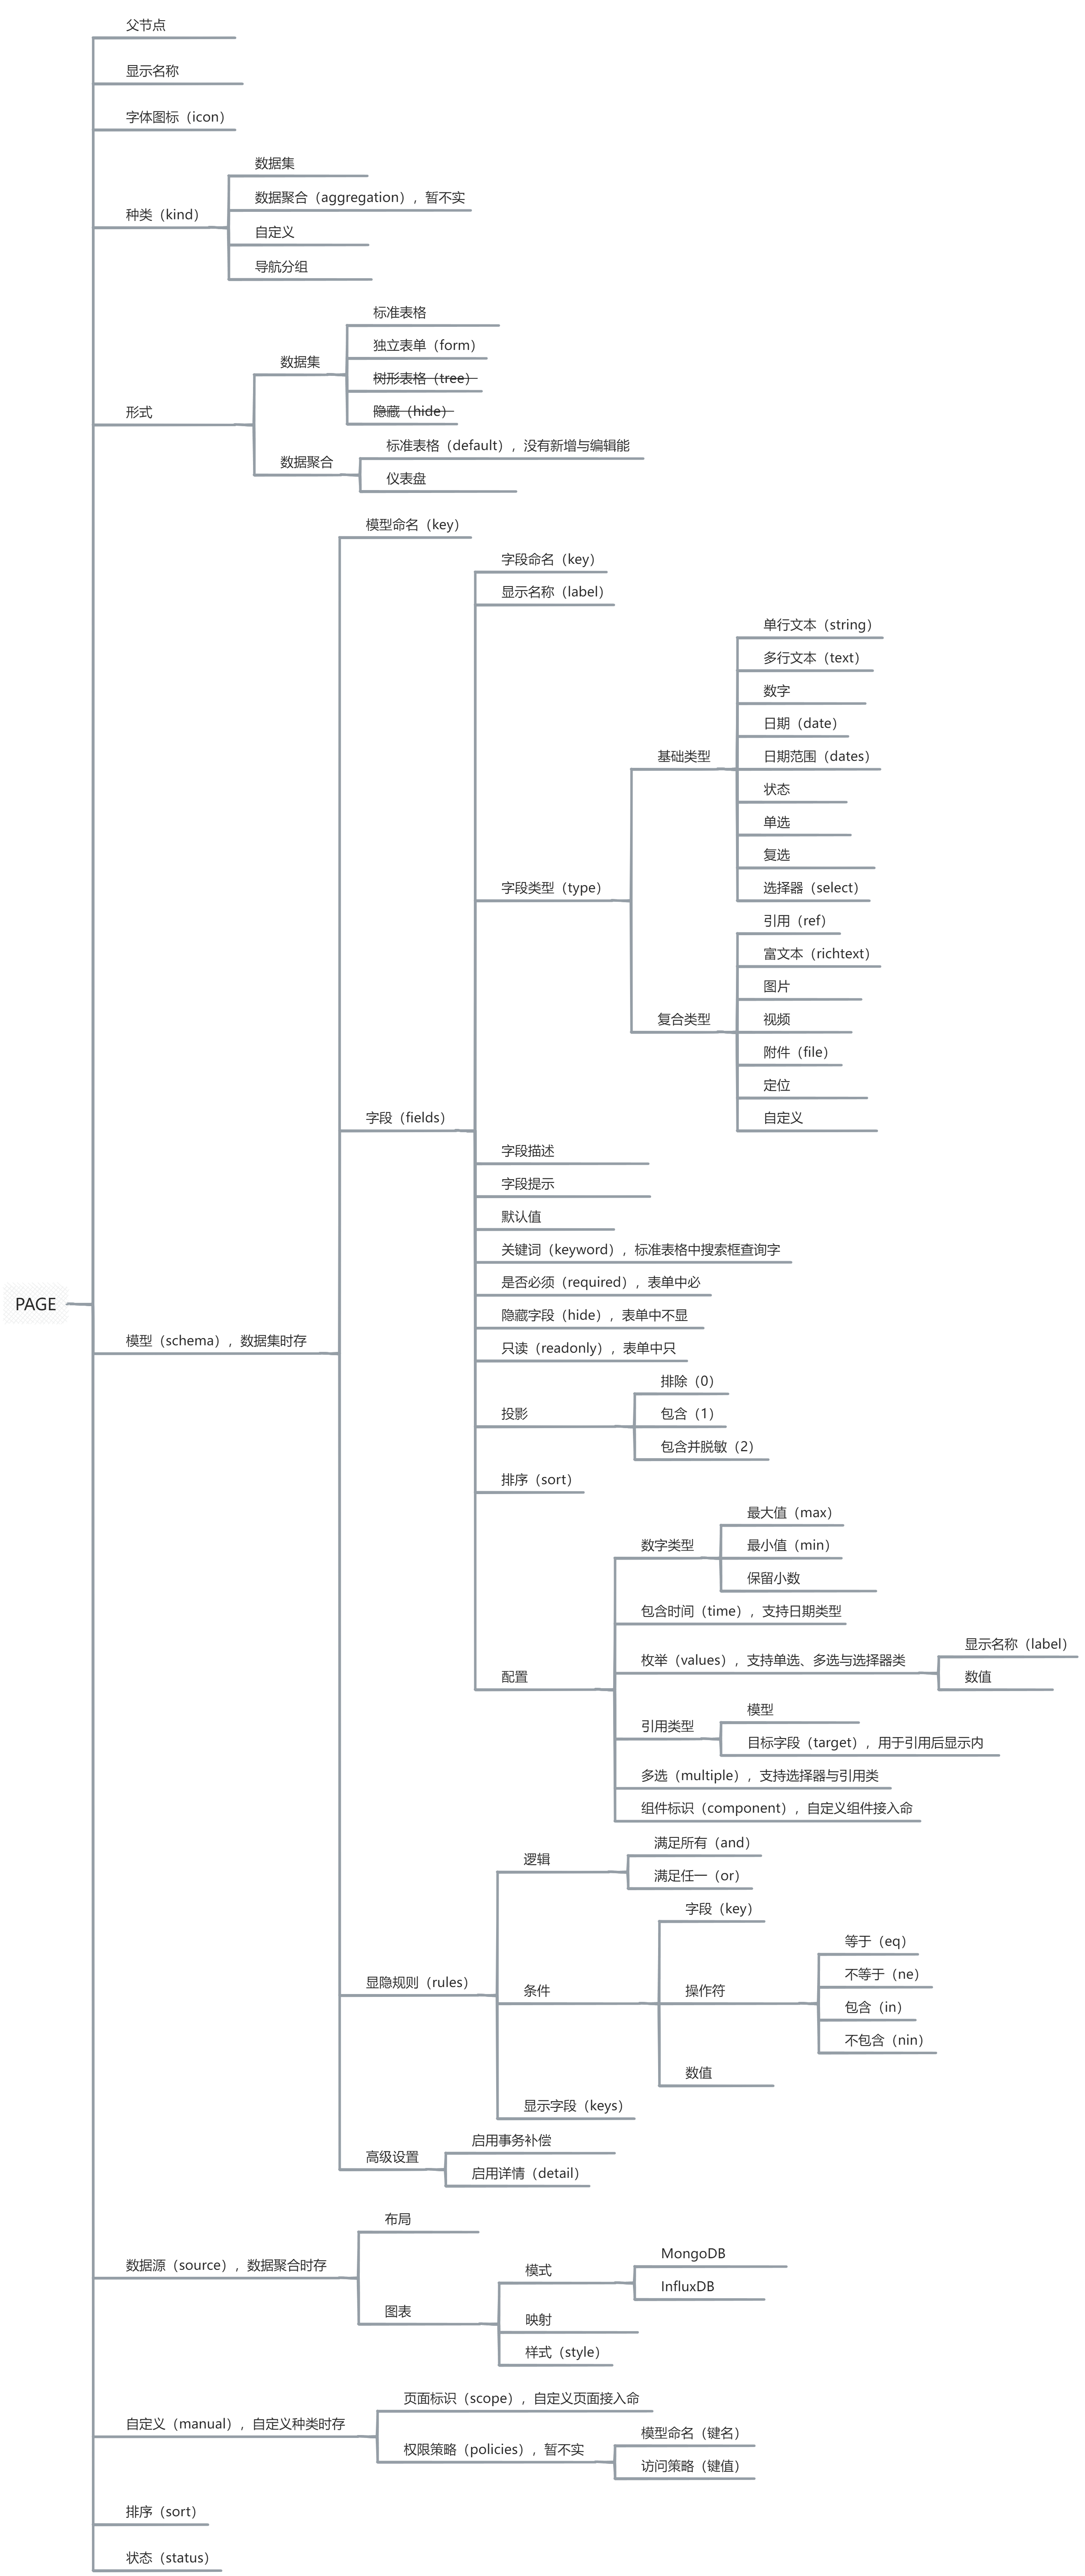 父节点
显示名称
字体图标（icon）
种类（kind）
数据集
数据聚合（aggregation），暂不实
自定义
导航分组
形式
数据集
标准表格
独立表单（form）
树形表格（tree）
隐藏（hide）
数据聚合
标准表格（default），没有新增与编辑能
仪表盘
PAGE
模型（schema），数据集时存
模型命名（key）
字段（fields）
字段命名（key）
显示名称（label）
字段类型（type）
基础类型
单行文本（string）
多行文本（text）
数字
日期（date）
日期范围（dates）
状态
单选
复选
选择器（select）
复合类型
引用（ref）
富文本（richtext）
图片
视频
附件（file）
定位
自定义
字段描述
字段提示
默认值
关键词（keyword），标准表格中搜索框查询字
是否必须（required），表单中必
隐藏字段（hide），表单中不显
只读（readonly），表单中只
投影
排除（0）
包含（1）
包含并脱敏（2）
排序（sort）
配置
数字类型
最大值（max）
最小值（min）
保留小数
包含时间（time），支持日期类型
枚举（values），支持单选、多选与选择器类
显示名称（label）
数值
引用类型
模型
目标字段（target），用于引用后显示内
多选（multiple），支持选择器与引用类
组件标识（component），自定义组件接入命
显隐规则（rules）
逻辑
满足所有（and）
满足任一（or）
条件
字段（key）
操作符
等于（eq）
不等于（ne）
包含（in）
不包含（nin）
数值
显示字段（keys）
高级设置
启用事务补偿
启用详情（detail）
数据源（source），数据聚合时存
布局
图表
模式
MongoDB
InfluxDB
映射
样式（style）
自定义（manual），自定义种类时存
页面标识（scope），自定义页面接入命
权限策略（policies），暂不实
模型命名（键名）
访问策略（键值）
排序（sort）
状态（status）